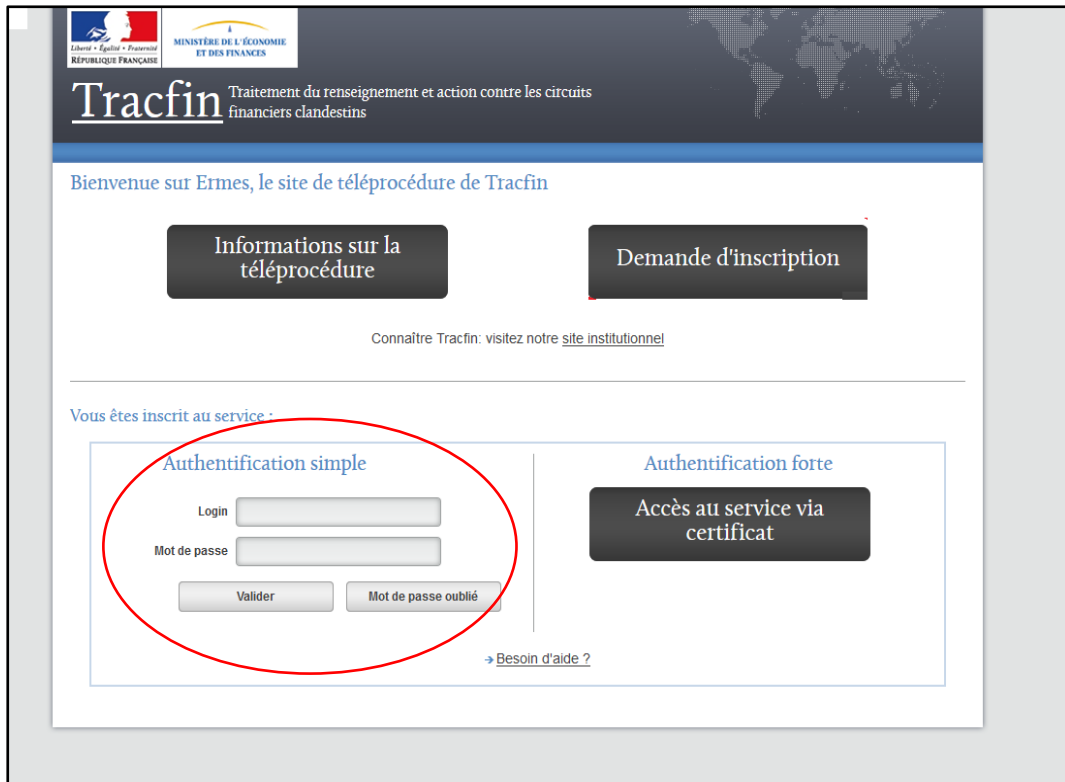 Liberté • Égalité • Fraternité
RÉPUBLIQUE FRANÇAISE
MINISTÈRE DE L'ÉCONOMIE
ET DES FINANCES
Tracfin
Traitement du renseignement et action contre les circuits
financiers clandestins
Bienvenue sur Ermes, le site de téléprocédure de Tracfin
Informations sur la
téléprocédure
Demande d'inscription
Connaître Tracfin: visitez notre site institutionnel
Vous êtes inscrit au service :
Authentification simple
Login
Mot de passe
Valider
Mot de passe oublié
Authentification forte
Accès au service via
certificat
Besoin d'aide ?